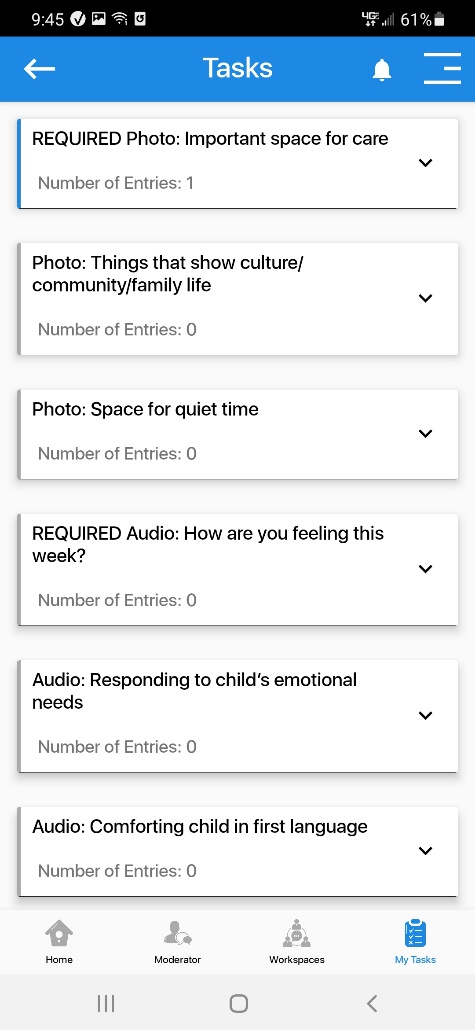 9:45
4GE 61%
Tasks
REQUIRED Photo: Important space for care
Number of Entries: 1
Photo: Things that show culture/
community/family life
Number of Entries: 0
Photo: Space for quiet time
Number of Entries: 0
REQUIRED Audio: How are you feeling this
week?
Number of Entries: 0
Audio: Responding to child's emotional
needs
Number of Entries: 0
Audio: Comforting child in first language
Number of Entries: 0
Home Moderator Workspaces My Tasks